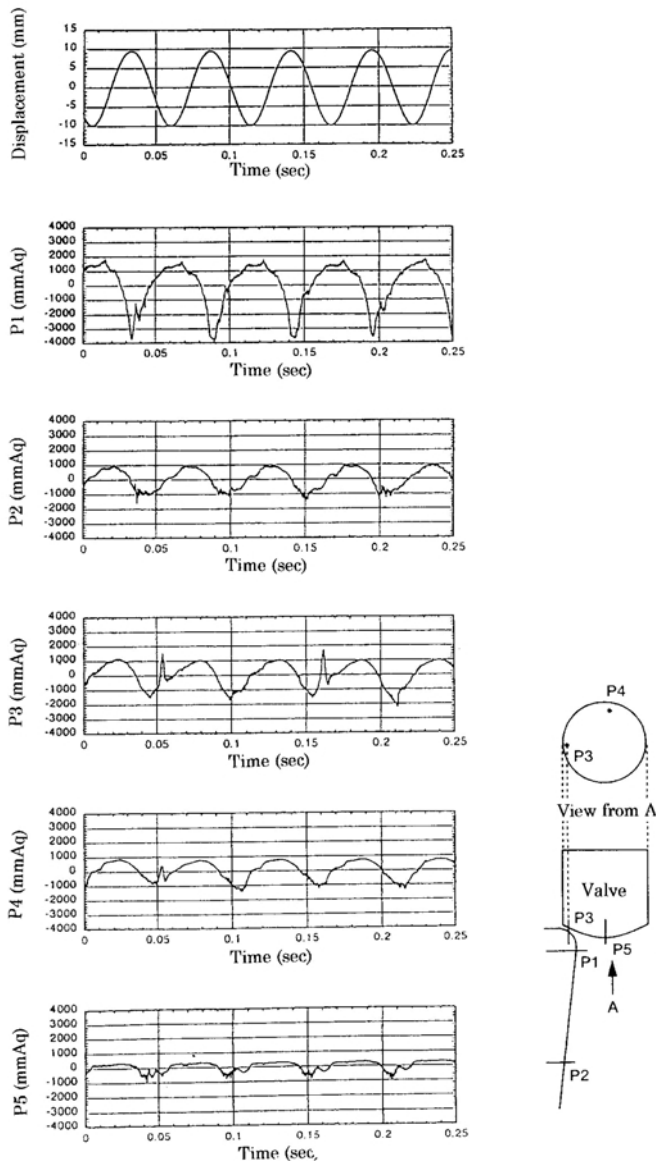 Displacement (mm)
15
10
5
0
-5
-10
-15
0 0.05 0.1 0.15 0.2 0.25
Time (sec)
P1 (mmAq)
4000
3000
2000
1000
0
-1000
-2000
-3000
-4000
0 0.05 0.1 0.15 0.2 0.25
Time (sec)
P2 (mmAq)
4000
3000
2000
1000
0
-1000
-2000
-3000
-4000
0 0.05 0.1 0.15 0.2 0.25
Time (sec)
P3 (mmAq)
4000
3000
2000
1000
0
-1000
-2000
-3000
-4000
0 0.05 0.1 0.15 0.2 0.25
Time (sec)
P4 (mmAq)
4000
3000
2000
1000
0
-1000
-2000
-3000
-4000
0 0.05 0.1 0.15 0.2 0.25
Time (sec)
P5 (mmAq)
4000
3000
2000
1000
0
-1000
-2000
-3000
-4000
0 0.05 0.1 0.15 0.2 0.25
Time (sec,
P4
P3
View from A
Valve
P3
P5
P1
A
P2